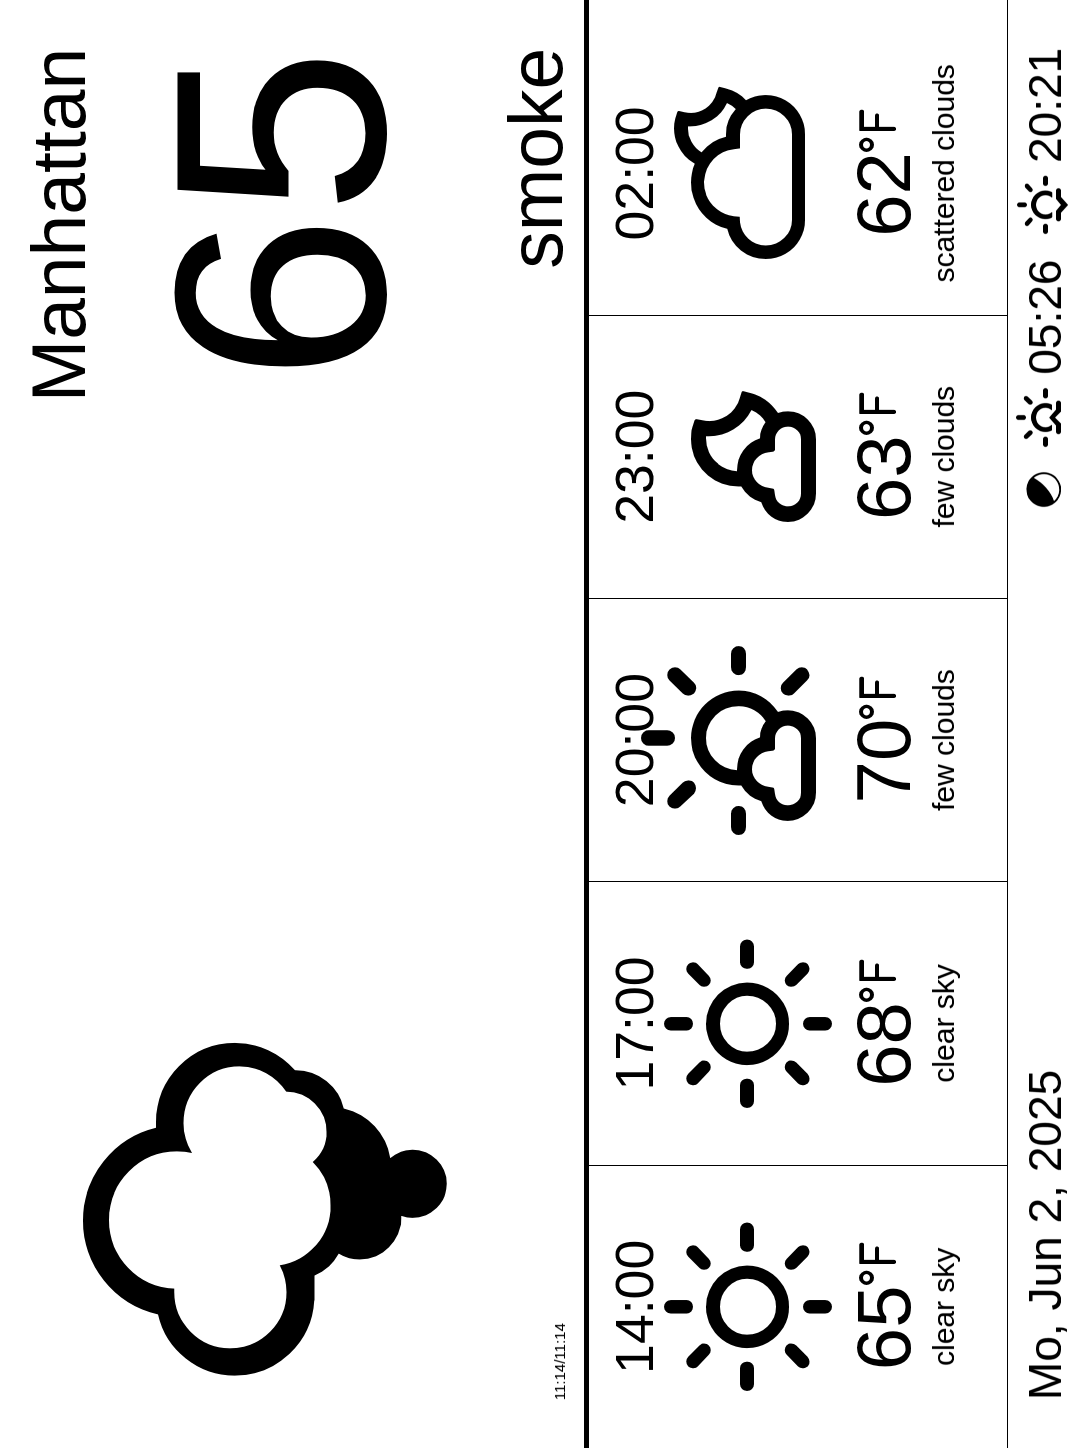 Manhattan
65
smoke
11:14/11:14
14:00
17:00
20:00
23:00
02:00
65°F
68°F
70°F
63°F
62°F
clear sky
clear sky
few clouds
few clouds
scattered clouds
Mo, Jun 2, 2025
05:26
20:21